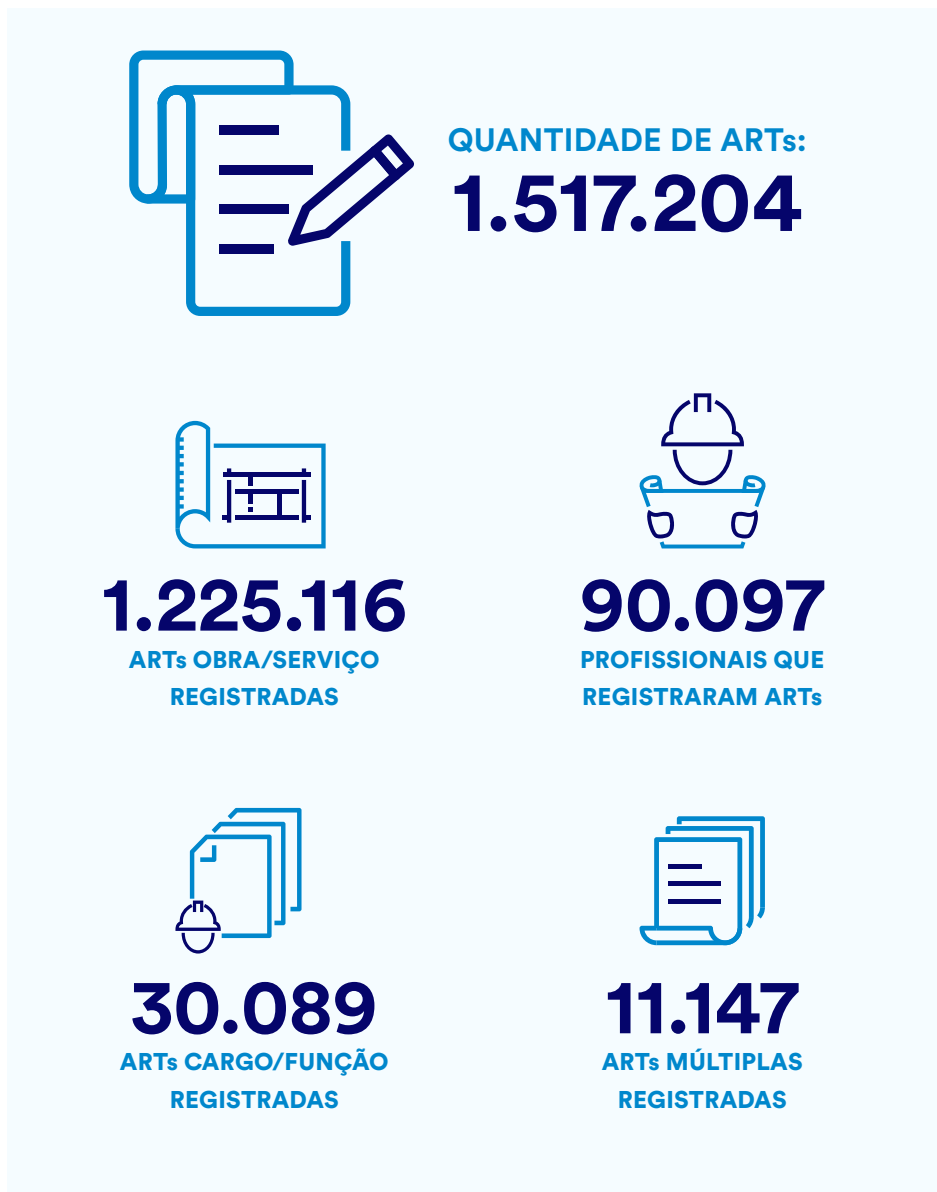 QUANTIDADE DE ARTs:
1.517.204
1.225.116
ARTs OBRA/SERVIÇO
REGISTRADAS
90.097
PROFISSIONAIS QUE
REGISTRARAM ARTs
30.089
ARTs CARGO/FUNÇÃO
REGISTRADAS
11.147
ARTs MÚLTIPLAS
REGISTRADAS